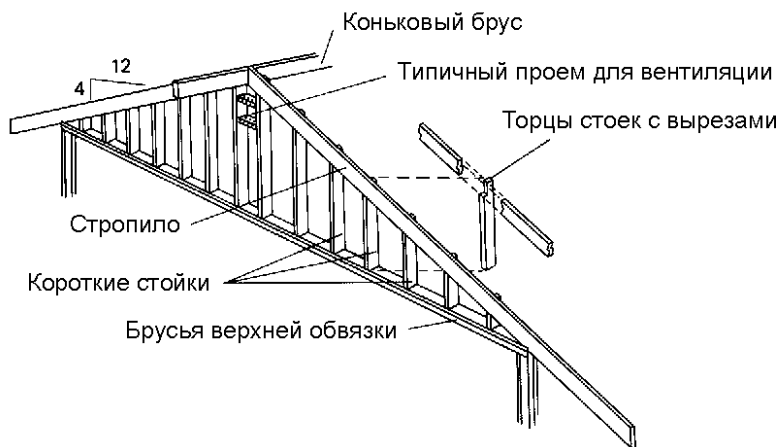 Коньковый брус
12
4
Типичный проем для вентиляции
Торцы стоек с вырезами
Стропило
Короткие стойки
Брусья верхней обвязки